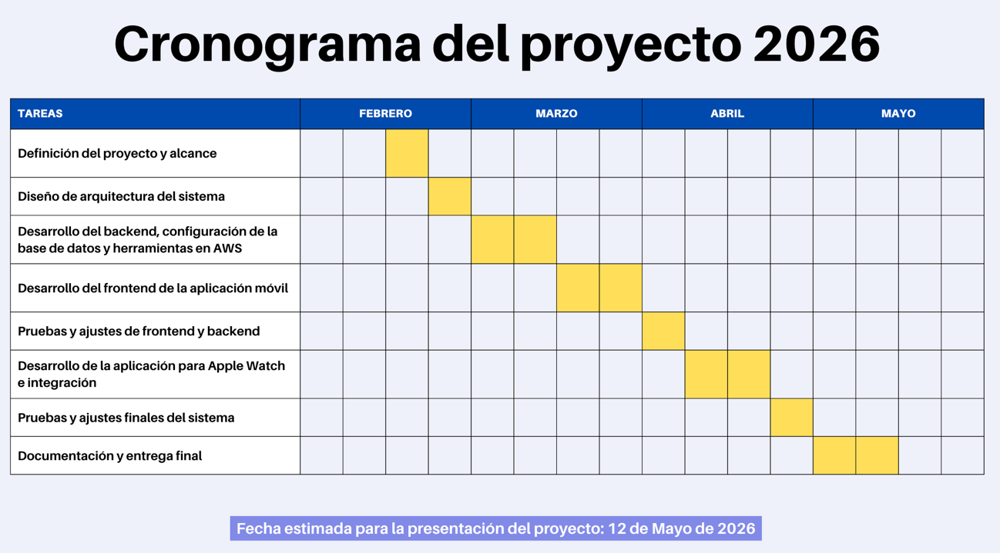 Cronograma del proyecto 2026
TAREAS FEBRERO MARZO ABRIL MAYO
Definición del proyecto y alcance
Diseño de arquitectura del sistema
Desarrollo del backend, configuración de la
base de datos y herramientas en AWS
Desarrollo del frontend de la aplicación móvil
Pruebas y ajustes de frontend y backend
Desarrollo de la aplicación para Apple Watch
e integración
Pruebas y ajustes finales del sistema
Documentación y entrega final
Fecha estimada para la presentación del proyecto: 12 de Mayo de 2026